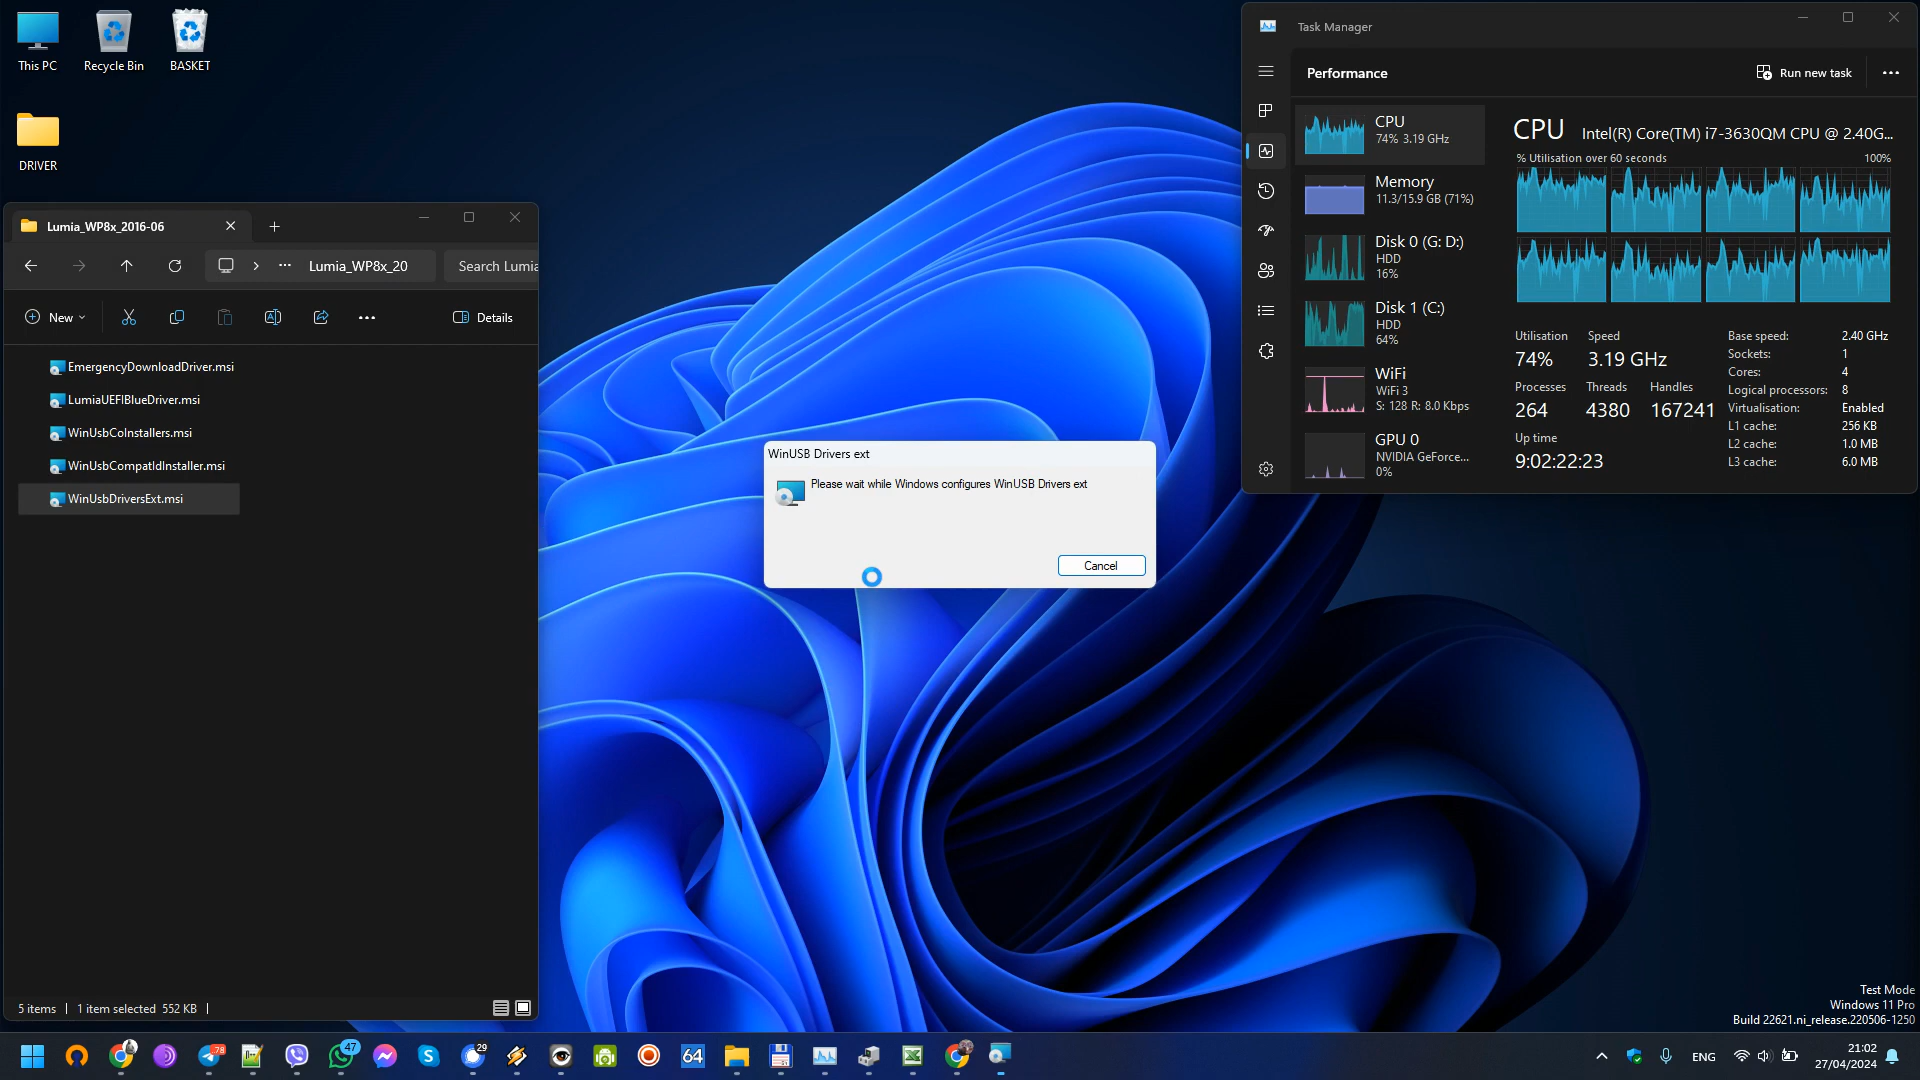 This PC
Recycle Bin
BASKET
DRIVER
Lumia_WP8x_2016-06
Lumia_WP8x_20
Search Lumia
New
Details
EmergencyDownloadDriver.msi
LumiaUEFIBlueDriver.msi
WinUsbCoInstallers.msi
WinUsbCompatIdInstaller.msi
WinUsbDriversExt.msi
5 items
1 item selected 552 KB
WinUSB Drivers ext
Please wait while Windows configures WinUSB Drivers ext
Cancel
Task Manager
Performance
Run new task
CPU
74% 3.19 GHz
Memory
11.3/15.9 GB (71%)
Disk 0 (G: D:)
HDD
16%
Disk 1 (C:)
HDD
64%
WiFi
WiFi 3
S: 128 R: 8.0 Kbps
GPU 0
NVIDIA GeForce...
0%
CPU Intel(R) Core(TM) i7-3630QM CPU @ 2.40G...
% Utilisation over 60 seconds 100%
Utilisation Speed
74% 3.19 GHz
Processes Threads Handles
264 4380 167241
Up time
9:02:22:23
Base speed: 2.40 GHz
Sockets: 1
Cores: 4
Logical processors: 8
Virtualisation: Enabled
L1 cache: 256 KB
L2 cache: 1.0 MB
L3 cache: 6.0 MB
Test Mode
Windows 11 Pro
Build 22621.ni_release.220506-1250
78
47
29
64
ENG
21:02
27/04/2024